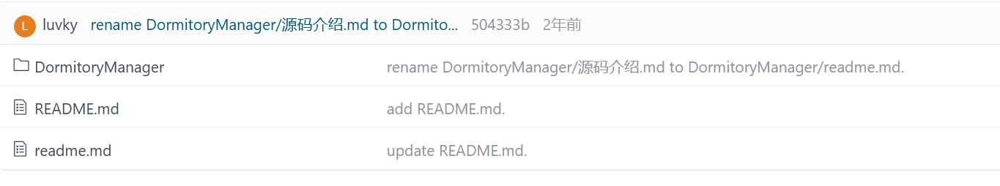 L luvky rename DormitoryManager/源码介绍.md to Dormito... 504333b 2年前
DormitoryManager rename DormitoryManager/源码介绍.md to DormitoryManager/readme.md.
README.md add README.md.
readme.md update README.md.